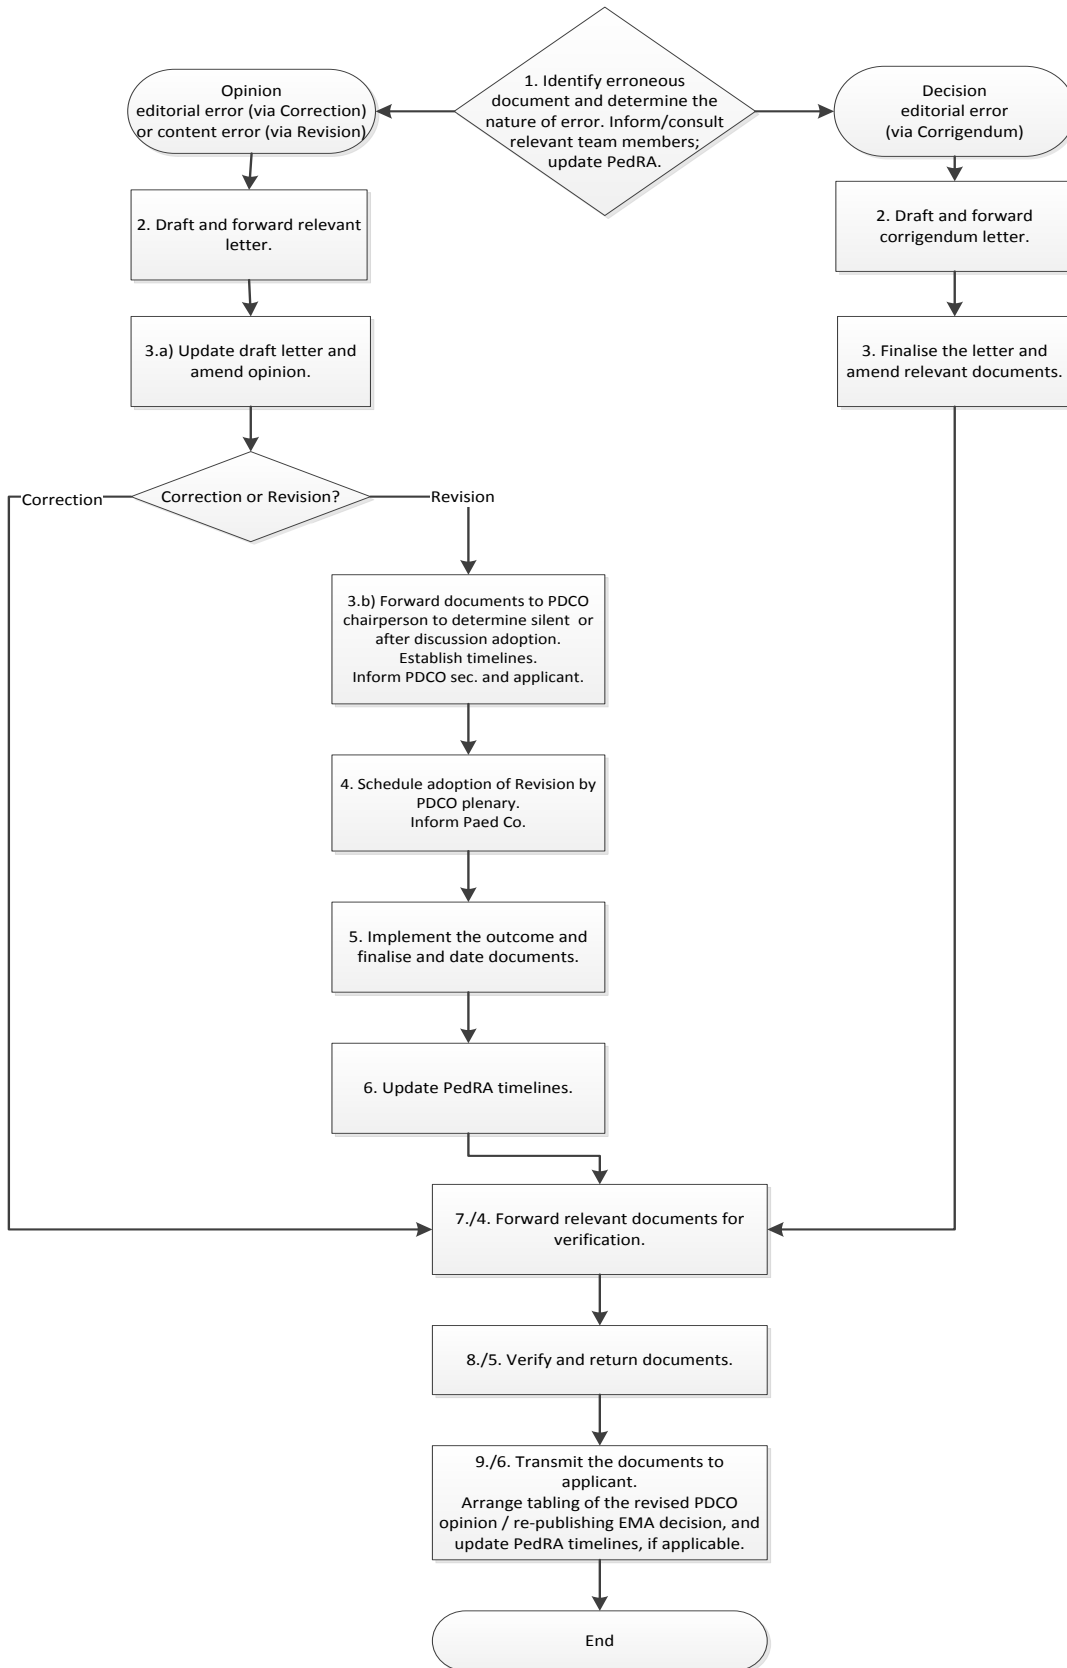 1. Identify erroneous
document and determine the
nature of error. Inform/consult
relevant team members;
update PedRA.
Opinion
editorial error (via Correction)
or content error (via Revision)
Decision
editorial error
(via Corrigendum)
2. Draft and forward relevant
letter.
2. Draft and forward
corrigendum letter.
3.a) Update draft letter and
amend opinion.
3. Finalise the letter and
amend relevant documents.
Correction
Correction or Revision?
Revision
3.b) Forward documents to PDCO
chairperson to determine silent or
after discussion adoption.
Establish timelines.
Inform PDCO sec. and applicant.
4. Schedule adoption of Revision by
PDCO plenary.
Inform Paed Co.
5. Implement the outcome and
finalise and date documents.
6. Update PedRA timelines.
7./4. Forward relevant documents for
verification.
8./5. Verify and return documents.
9./6. Transmit the documents to
applicant.
Arrange tabling of the revised PDCO
opinion / re-publishing EMA decision, and
update PedRA timelines, if applicable.
End